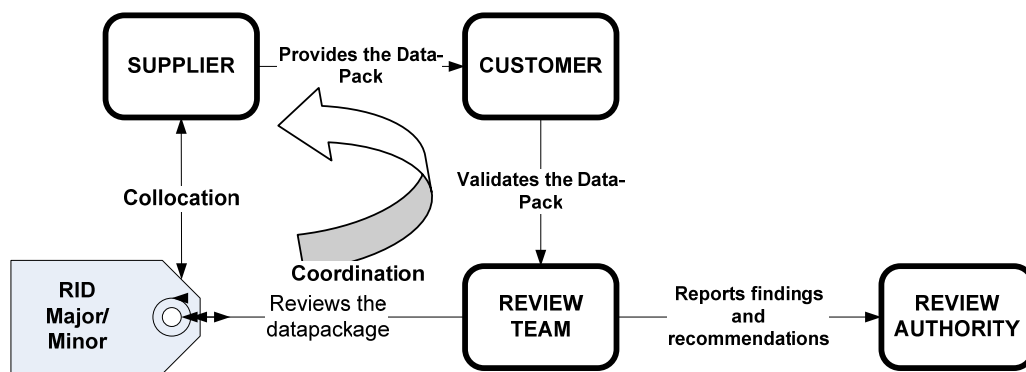 SUPPLIER
Provides the Data-
Pack
CUSTOMER
Collocation
Validates the Data-
Pack
Coordination
RID
Major/
Minor
Reviews the
datapackage
REVIEW
TEAM
Reports findings
and
recommendations
REVIEW
AUTHORITY